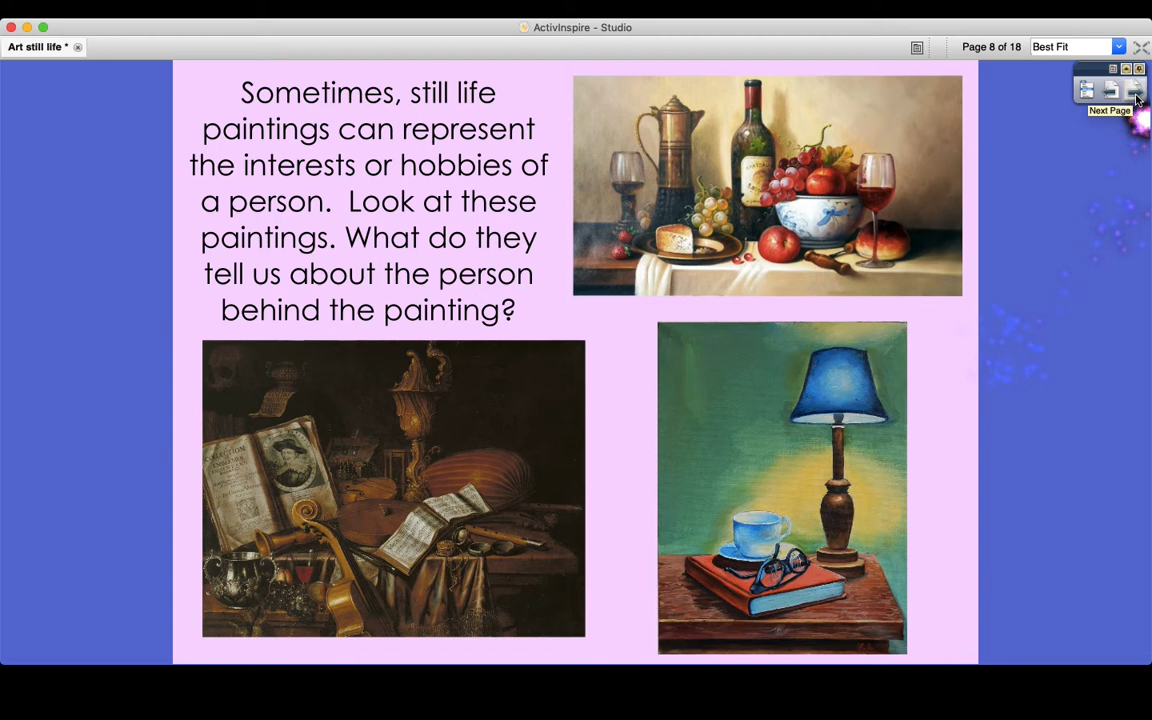 ActivInspire - Studio
Art still life *
Page 8 of 18
Best Fit
Next Page
Sometimes, still life
paintings can represent
the interests or hobbies of
a person.  Look at these
paintings. What do they
tell us about the person
behind the painting?